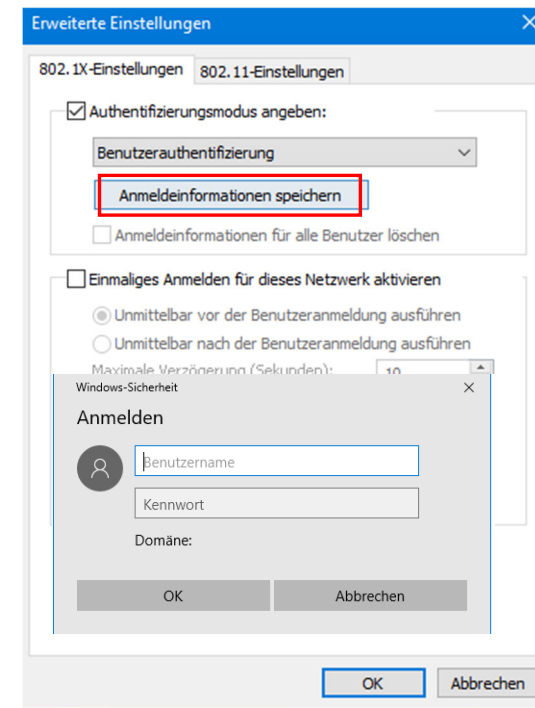 Erweiterte Einstellungen
802.1X-Einstellungen 802.11-Einstellungen
Authentifizierungsmodus angeben:
Benutzerauthentifizierung
Anmeldeinformationen speichern
Anmeldeinformationen für alle Benutzer löschen
Einmaliges Anmelden für dieses Netzwerk aktivieren
Unmittelbar vor der Benutzeranmeldung ausführen
Unmittelbar nach der Benutzeranmeldung ausführen
Maximale Verzögerung (Sekunden): 10
Windows-Sicherheit
Anmelden
Benutzername
Kennwort
Domäne:
OK Abbrechen
OK Abbrechen